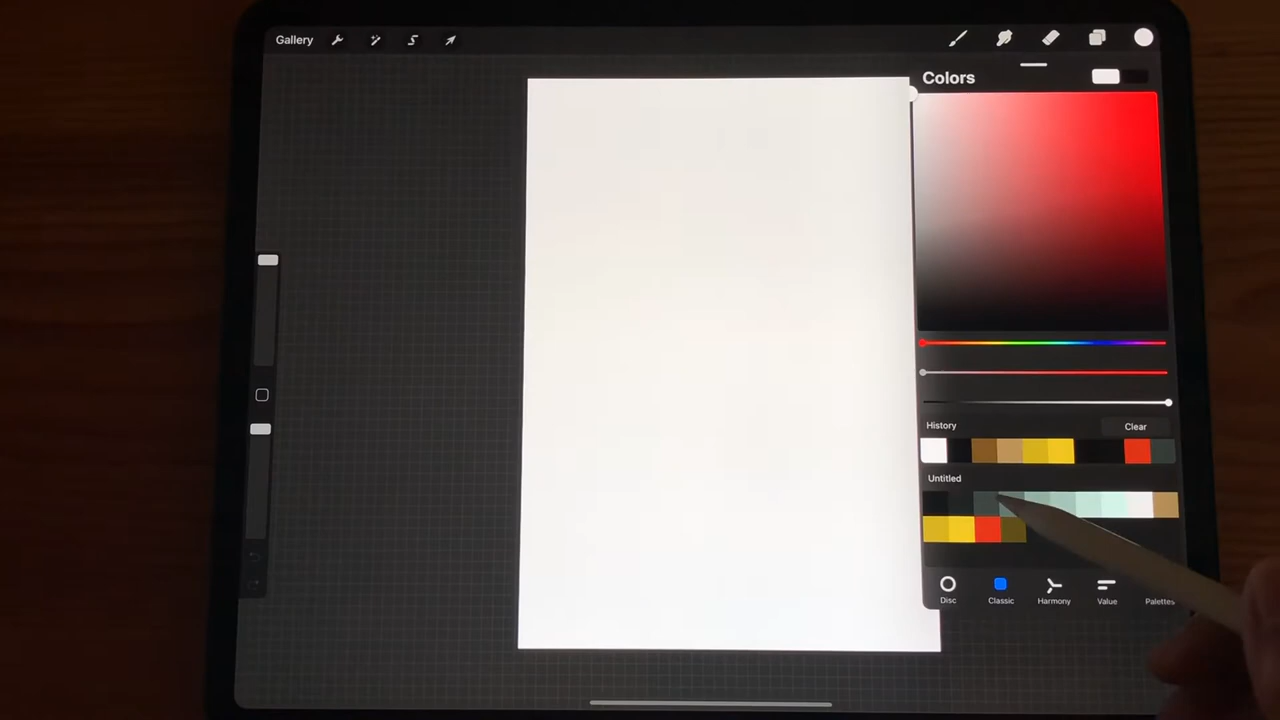 Gallery
Colors
History
Clear
Untitled
Disc
Classic
Harmony
Value
Palettes